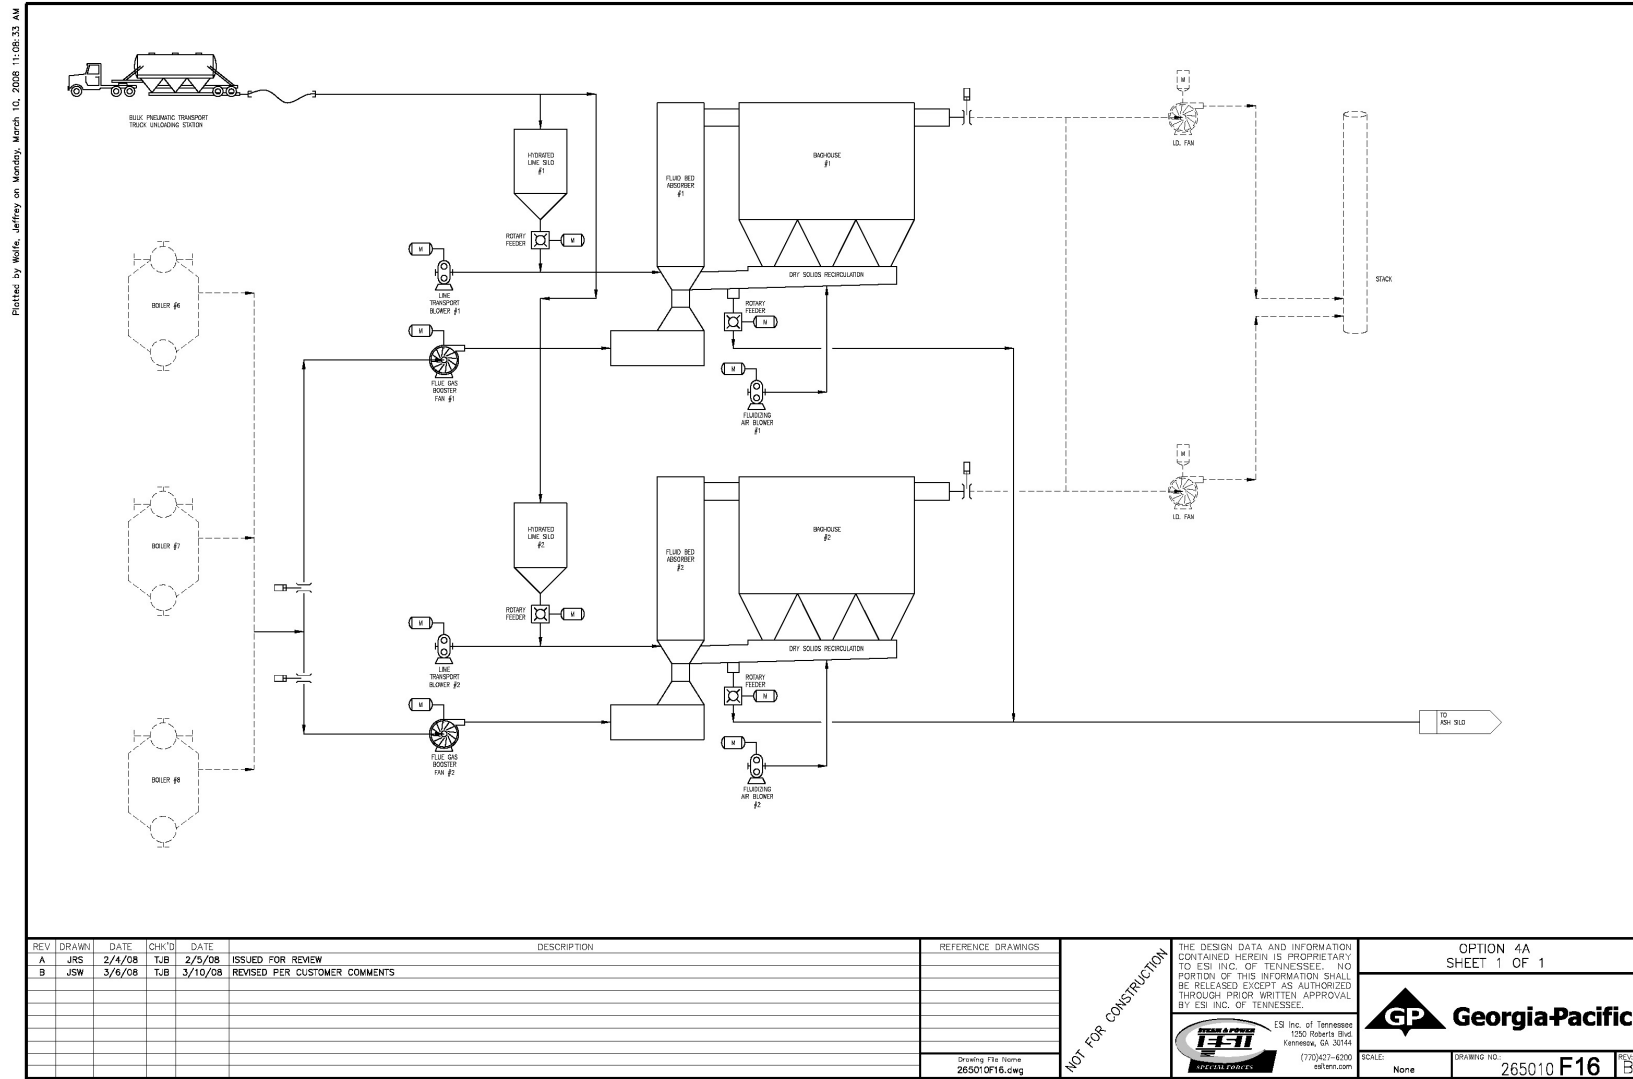 Plotted by Wolfe, Jeffrey on Monday, March 10, 2008 11:08:33 AM
BULK PNEUMATIC TRANSPORT
TRUCK UNLOADING STATION
HYDRATED
LIME SILO
#1
ROTARY
FEEDER
M
M
LIME
TRANSPORT
BLOWER #1
M
FLUE GAS
BOOSTER
FAN #1
FLUID BED
ABSORBER
#1
BAGHOUSE
#1
DRY SOLIDS RECIRCULATION
ROTARY
FEEDER
M
M
FLUIDIZING
AIR BLOWER
#1
M
I.D. FAN
STACK
BOILER #6
BOILER #7
BOILER #8
HYDRATED
LIME SILO
#2
ROTARY
FEEDER
M
M
LIME
TRANSPORT
BLOWER #2
M
FLUE GAS
BOOSTER
FAN #2
FLUID BED
ABSORBER
#2
BAGHOUSE
#2
DRY SOLIDS RECIRCULATION
ROTARY
FEEDER
M
M
FLUIDIZING
AIR BLOWER
#2
M
I.D. FAN
TO
ASH SILO
REV DRAWN DATE CHK'D DATE DESCRIPTION
A JRS 2/4/08 TJB 2/5/08 ISSUED FOR REVIEW
B JSW 3/6/08 TJB 3/10/08 REVISED PER CUSTOMER COMMENTS
REFERENCE DRAWINGS
Drawing File Name
265010F16.dwg
NOT FOR CONSTRUCTION
THE DESIGN DATA AND INFORMATION
CONTAINED HEREIN IS PROPRIETARY
TO ESI INC. OF TENNESSEE. NO
PORTION OF THIS INFORMATION SHALL
BE RELEASED EXCEPT AS AUTHORIZED
THROUGH PRIOR WRITTEN APPROVAL
BY ESI INC. OF TENNESSEE.
STEAM & POWER
ESI
SPECIAL FORCES
ESI Inc. of Tennessee
1250 Roberts Blvd.
Kennesaw, GA 30144
(770)427-6200
esitenn.com
OPTION 4A
SHEET 1 OF 1
GP Georgia-Pacific
SCALE:
None
DRAWING NO.:
265010 F16
REV:
B